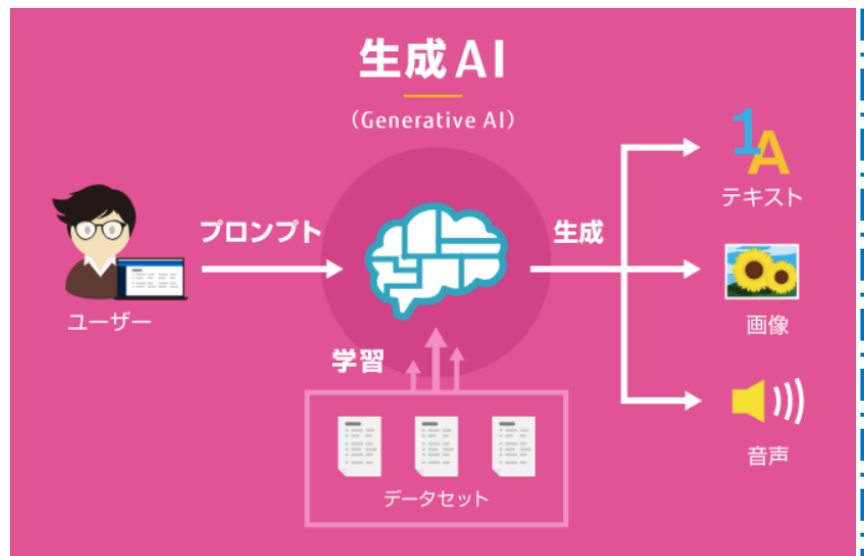 生成AI
（Generative AI）
プロンプト
生成
1A
テキスト
ユーザー
画像
学習
音声
データセット